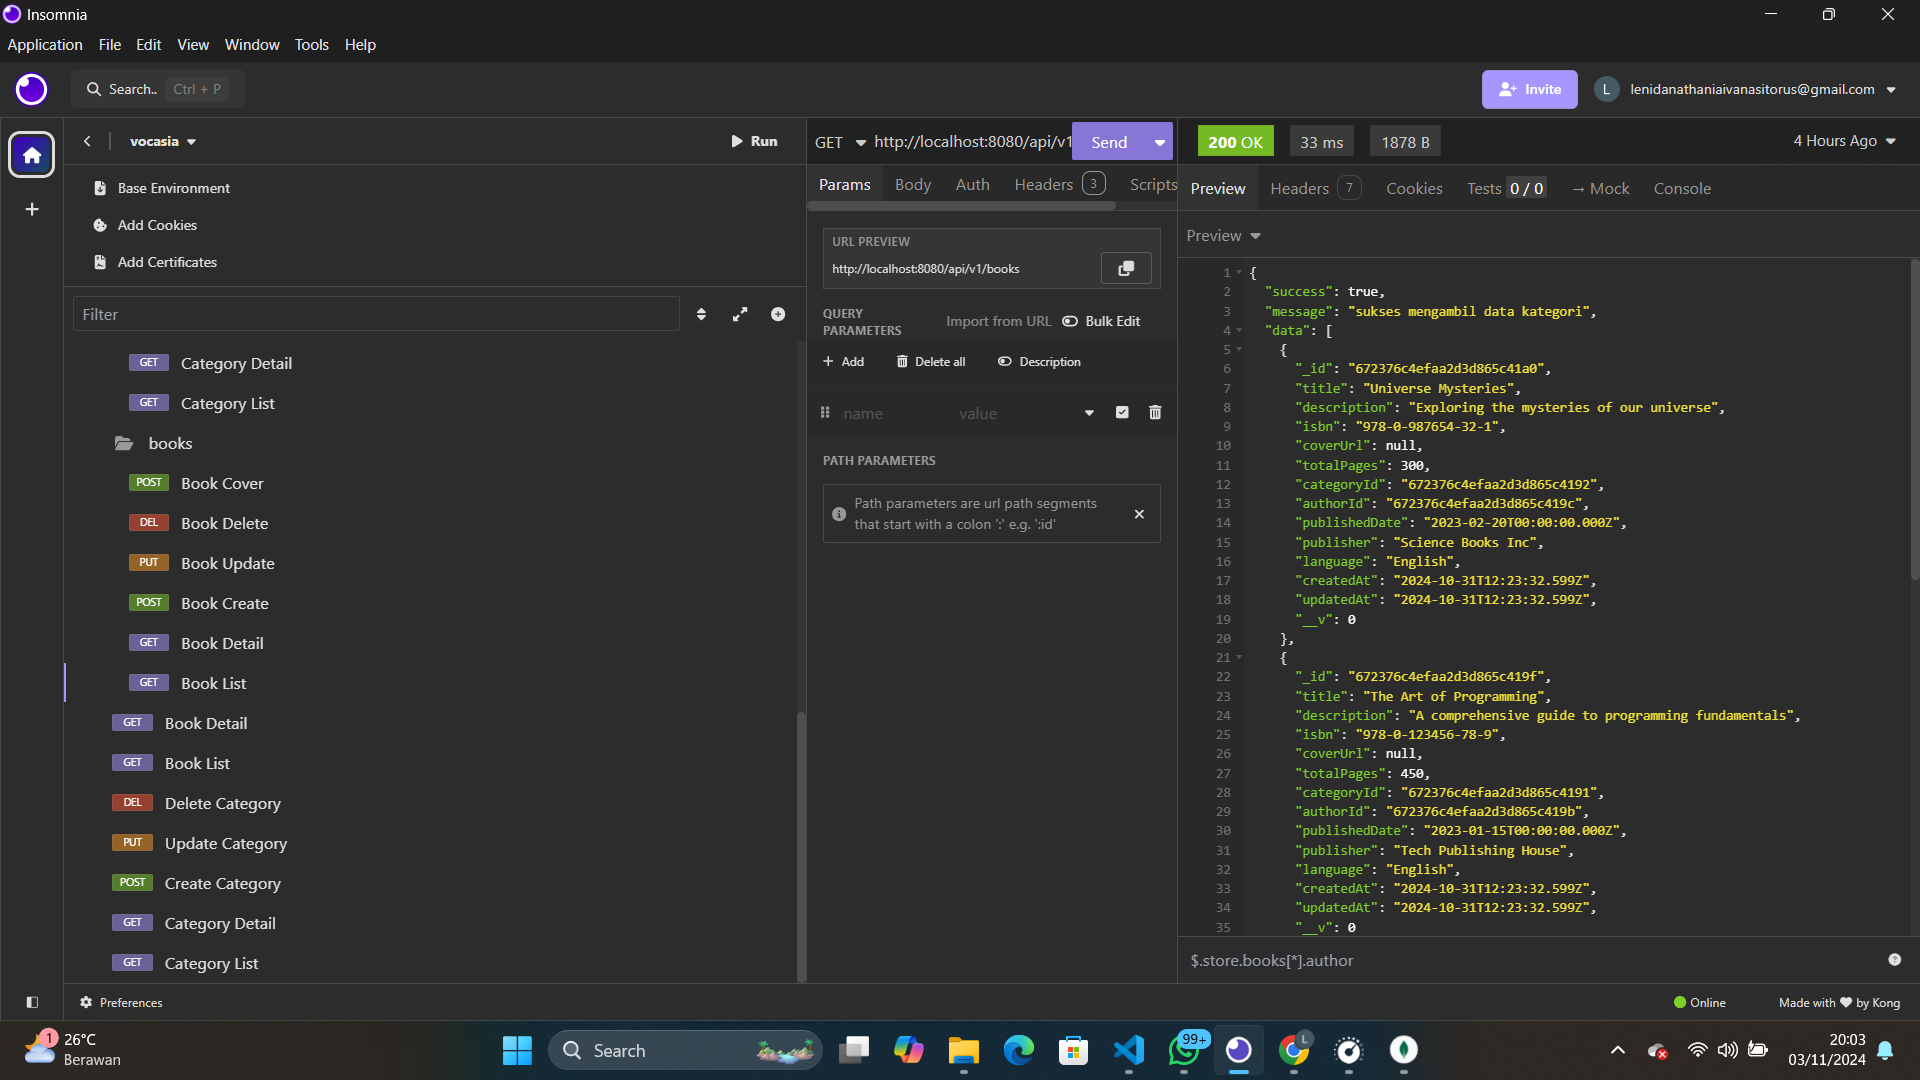 Insomnia
Application File Edit View Window Tools Help
Search.. Ctrl + P
Invite
L lenidanathaniaivanasitorus@gmail.com
vocasia
Run
Base Environment
Add Cookies
Add Certificates
Filter
GET Category Detail
GET Category List
books
POST Book Cover
DEL Book Delete
PUT Book Update
POST Book Create
GET Book Detail
GET Book List
GET Book Detail
GET Book List
DEL Delete Category
PUT Update Category
POST Create Category
GET Category Detail
GET Category List
GET http://localhost:8080/api/v1 Send
Params Body Auth Headers 3 Scripts
URL PREVIEW
http://localhost:8080/api/v1/books
QUERY PARAMETERS
Import from URL Bulk Edit
+ Add Delete all Description
name value
PATH PARAMETERS
Path parameters are url path segments
that start with a colon ':' e.g. ':id'
200 OK 33 ms 1878 B 4 Hours Ago
Preview Headers 7 Cookies Tests 0 / 0 → Mock Console
Preview
1 {
2 "success": true,
3 "message": "sukses mengambil data kategori",
4 "data": [
5 {
6 "_id": "672376c4efaa2d3d865c41a0",
7 "title": "Universe Mysteries",
8 "description": "Exploring the mysteries of our universe",
9 "isbn": "978-0-987654-32-1",
10 "coverUrl": null,
11 "totalPages": 300,
12 "categoryId": "672376c4efaa2d3d865c4192",
13 "authorId": "672376c4efaa2d3d865c419c",
14 "publishedDate": "2023-02-20T00:00:00.000Z",
15 "publisher": "Science Books Inc",
16 "language": "English",
17 "createdAt": "2024-10-31T12:23:32.599Z",
18 "updatedAt": "2024-10-31T12:23:32.599Z",
19 "__v": 0
20 },
21 {
22 "_id": "672376c4efaa2d3d865c419f",
23 "title": "The Art of Programming",
24 "description": "A comprehensive guide to programming fundamentals",
25 "isbn": "978-0-123456-78-9",
26 "coverUrl": null,
27 "totalPages": 450,
28 "categoryId": "672376c4efaa2d3d865c4191",
29 "authorId": "672376c4efaa2d3d865c419b",
30 "publishedDate": "2023-01-15T00:00:00.000Z",
31 "publisher": "Tech Publishing House",
32 "language": "English",
33 "createdAt": "2024-10-31T12:23:32.599Z",
34 "updatedAt": "2024-10-31T12:23:32.599Z",
35 "__v": 0
$.store.books[*].author
Preferences
Online
Made with ♥ by Kong
1
26°C
Berawan
Search
99+
L
20:03
03/11/2024